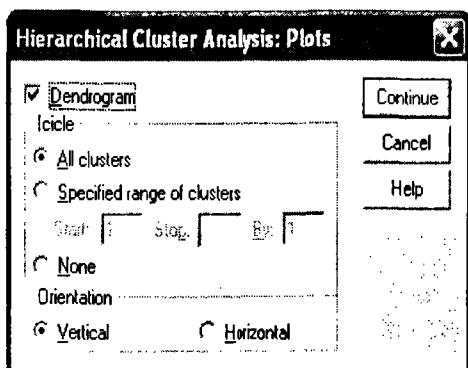 Hierarchical Cluster Analysis: Plots
Dendrogram
Continue
Icicle
Cancel
All clusters
Specified range of clusters
Help
Start: 1 Stop: By: 1
None
Orientation
Vertical Horizontal